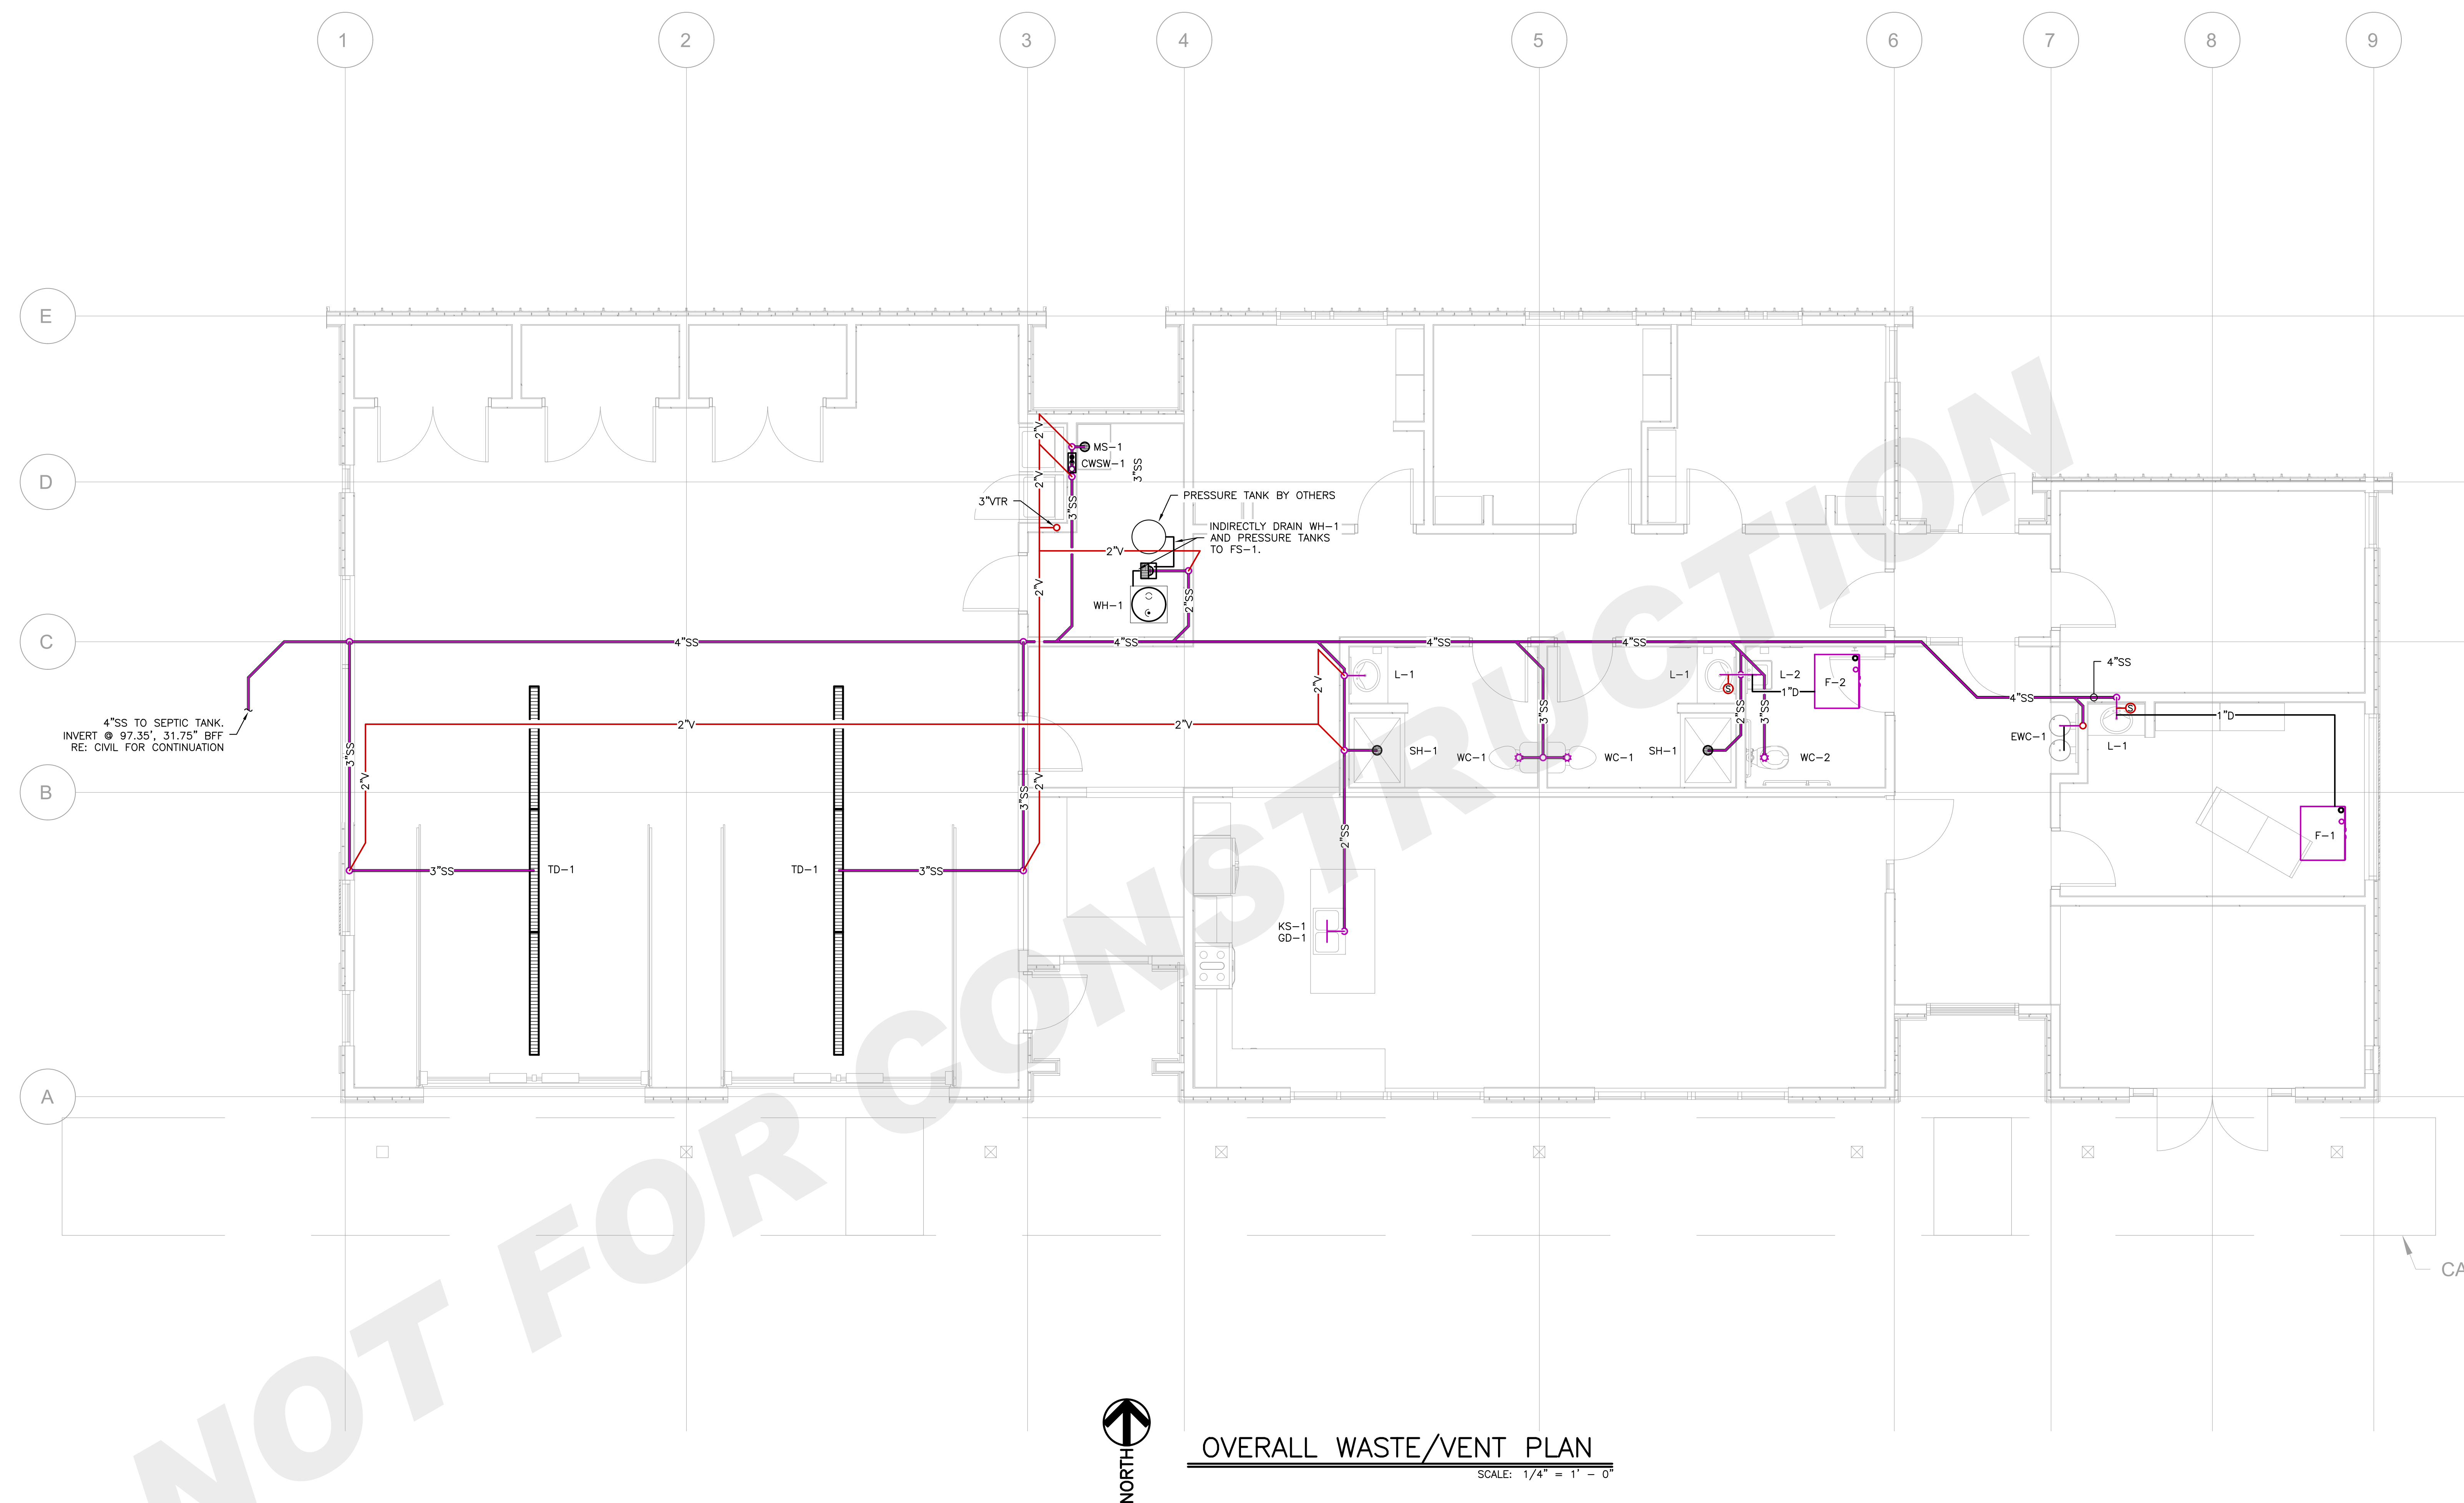 1 2 3 4 5 6 7 8 9
E
D
C
B
A
2"V
MS-1
CWSW-1
3"SS
2"V
3"VTR
3"SS
PRESSURE TANK BY OTHERS
INDIRECTLY DRAIN WH-1
AND PRESSURE TANKS
TO FS-1.
2"V
2"V
WH-1
2"SS
4"SS
4"SS
4"SS
4"SS
4"SS
4"SS
4"SS TO SEPTIC TANK.
INVERT @ 97.35', 31.75" BFF
RE: CIVIL FOR CONTINUATION
L-1
L-1
L-2
F-2
1"D
S
2"V
2"V
2"V
3"SS
2"SS
3"SS
S
1"D
EWC-1
L-1
3"SS
2"V
3"SS
2"V
SH-1
WC-1
WC-1
SH-1
WC-2
2"SS
F-1
3"SS
TD-1
TD-1
3"SS
KS-1
GD-1
CA
NOT FOR CONSTRUCTION
NORTH
OVERALL WASTE/VENT PLAN
SCALE: 1/4" = 1' - 0"